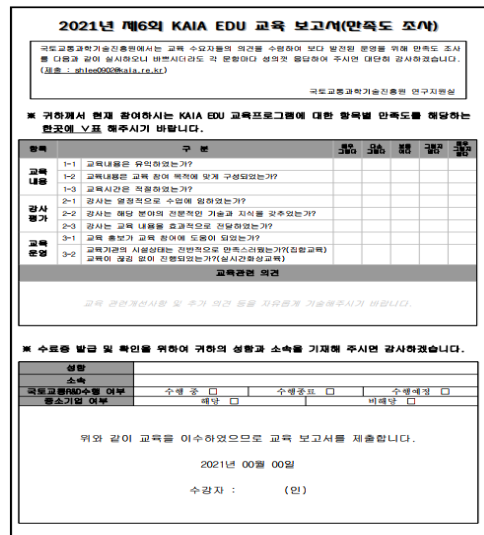 2021년 제6회 KAIA EDU 교육 보고서(만족도 조사)
국토교통과학기술진흥원에서는 교육 수요자들의 의견을 수렴하여 보다 발전된 운영을 위해 만족도 조사
를 다음과 같이 실시하오니 바쁘시더라도 각 문항마다 성의껏 응답하여 주시면 대단히 감사하겠습니다.
(제출 : shlee0902@kaia.re.kr)
국토교통과학기술진흥원 연구지원실
※ 귀하께서 현재 참여하시는 KAIA EDU 교육프로그램에 대한 항목별 만족도를 해당하는
한곳에 V표 해주시기 바랍니다.
항목 구 분 매우 그렇다 다소 그렇다 보통 이다 그렇지 않다 매우 그렇지 않다
교육 내용
1-1 교육내용은 유익하였는가?
1-2 교육내용은 교육 참여 목적에 맞게 구성되었는가?
1-3 교육시간은 적절하였는가?
강사 평가
2-1 강사는 열정적으로 수업에 임하였는가?
2-2 강사는 해당 분야의 전문적인 기술과 지식을 갖추었는가?
2-3 강사는 교육 내용을 효과적으로 전달하였는가?
교육 운영
3-1 교육 홍보가 교육 참여에 도움이 되었는가?
3-2 교육기관의 시설상태는 전반적으로 만족스러웠는가?(집합교육)
교육이 끊김 없이 진행되었는가?(실시간화상교육)
교육관련 의견
교육 관련개선사항 및 추가 의견 등을 자유롭게 기술해주시기 바랍니다.
※ 수료증 발급 및 확인을 위하여 귀하의 성함과 소속을 기재해 주시면 감사하겠습니다.
성함
소속
국토교통R&D수행 여부 수행 중 □ 수행종료 □ 수행예정 □
중소기업 여부 해당 □ 비해당 □
위와 같이 교육을 이수하였으므로 교육 보고서를 제출합니다.
2021년 00월 00일
수강자 : (인)